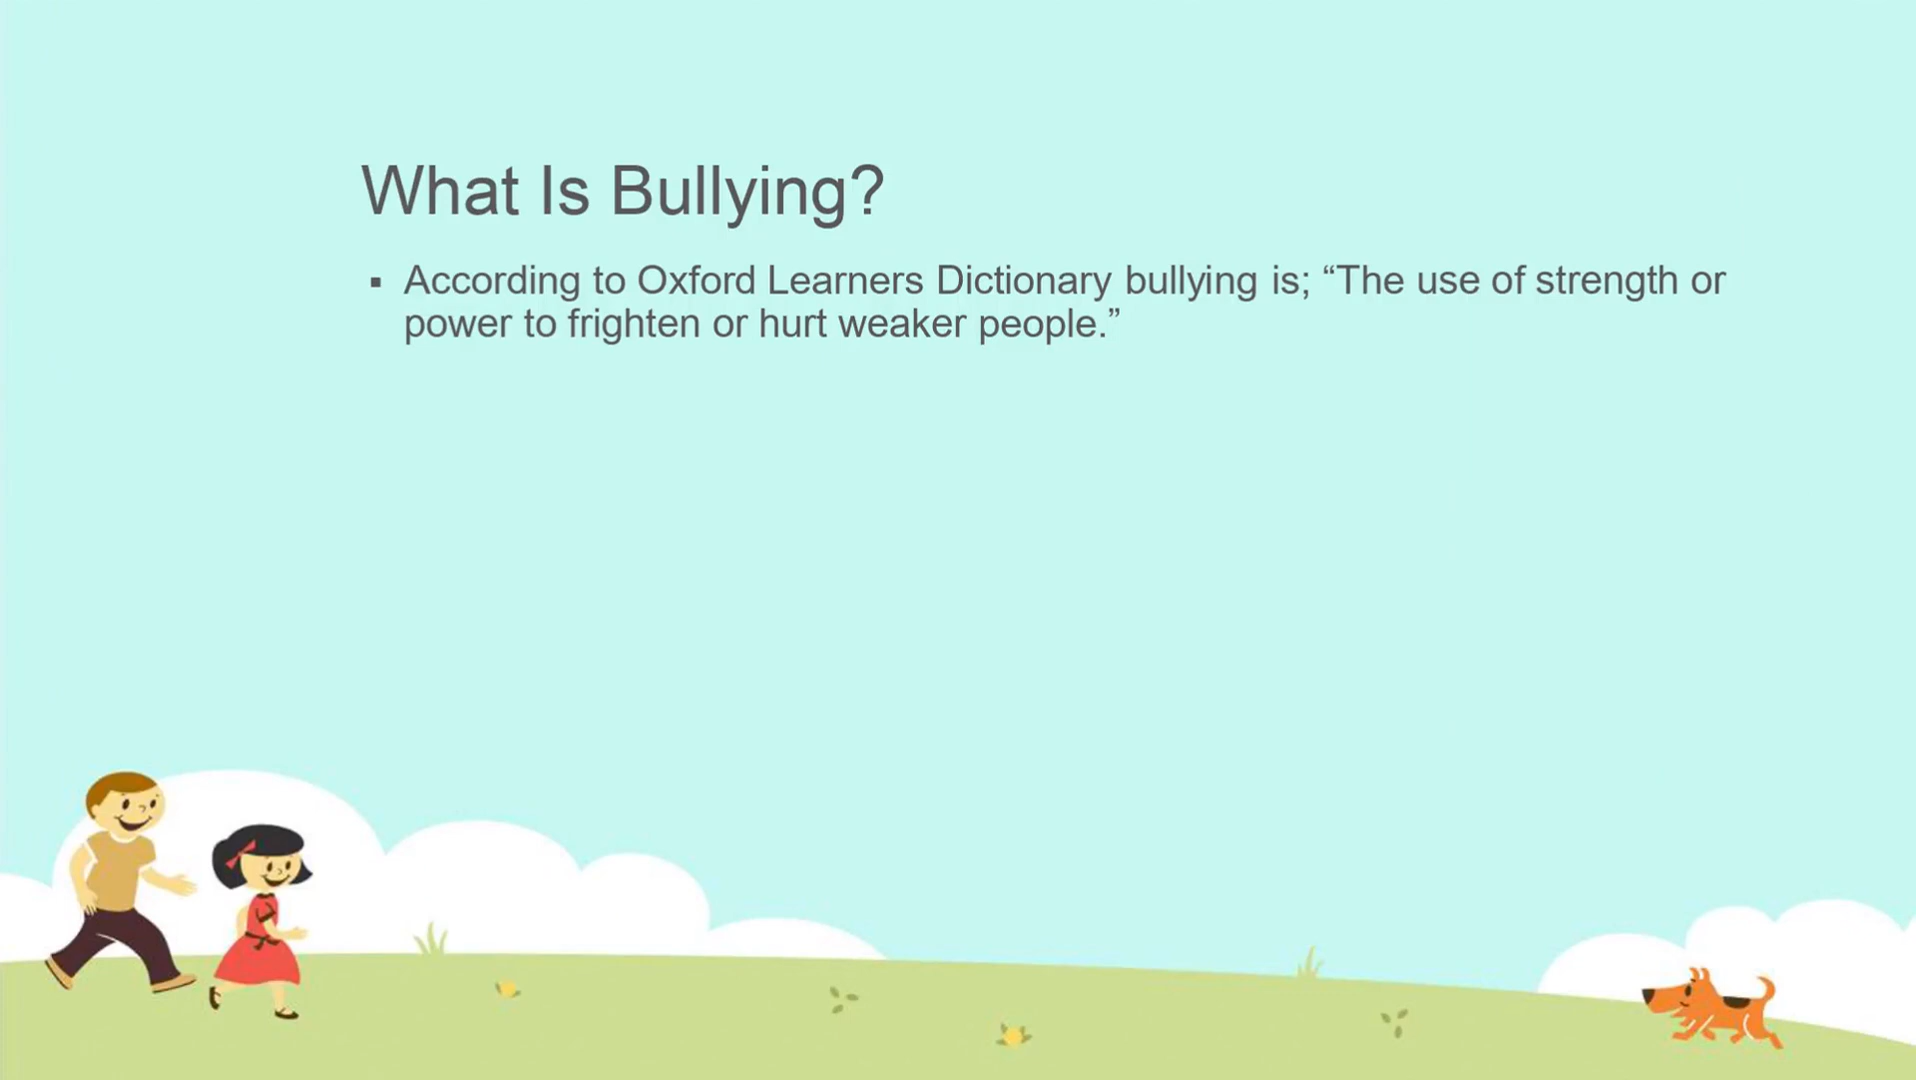 What Is Bullying?
▪ According to Oxford Learners Dictionary bullying is; “The use of strength or
power to frighten or hurt weaker people.”